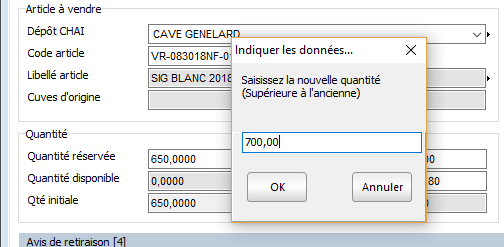 Article à vendre
Dépôt CHAI CAVE GENELARD
Code article VR-083018NF-0
Libellé article SIG BLANC 2018
Cuves d'origine
Indiquer les données...
Saisissez la nouvelle quantité
(Supérieure à l'ancienne)
700,00
OK Annuler
Quantité
Quantité réservée 650,0000 00
Quantité disponible 0,0000 80
Qté initiale 650,0000 0
Avis de retiraison [4]